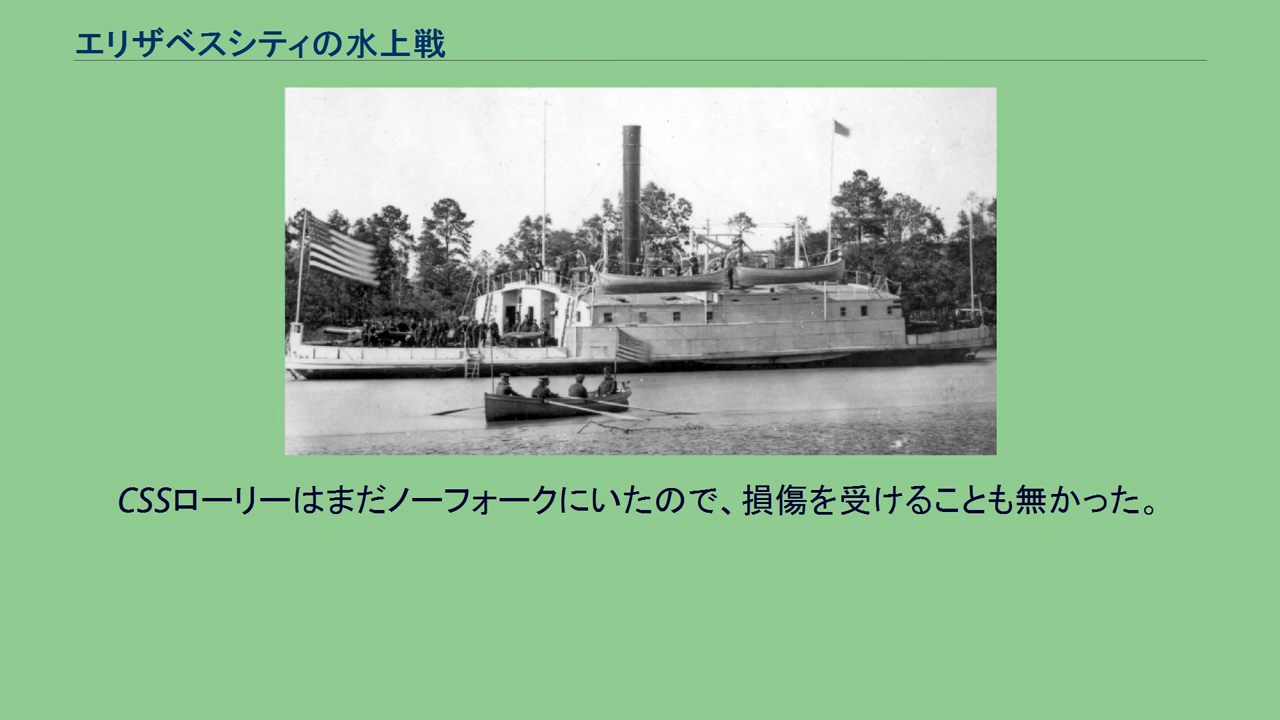 エリザベスシティの水上戦
CSSローリーはまだノーフォークにいたので、損傷を受けることも無かった。